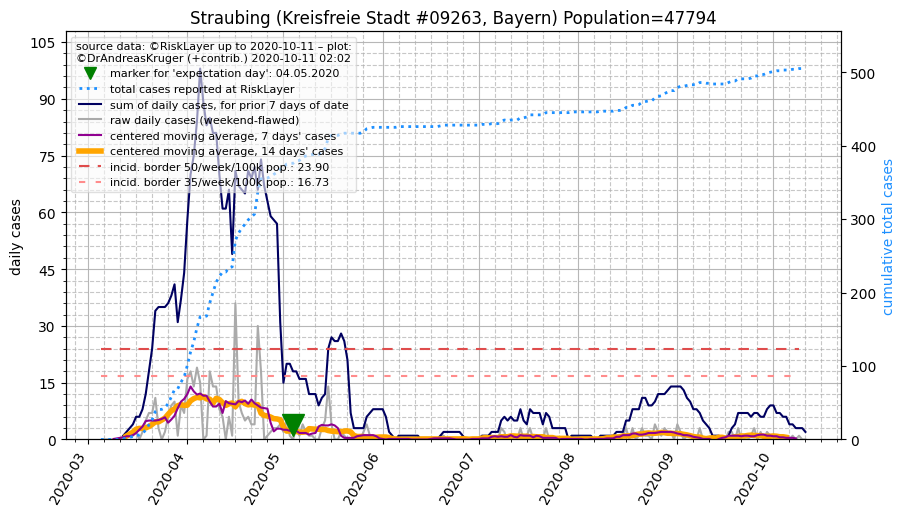 Straubing (Kreisfreie Stadt #09263, Bayern) Population=47794
source data: ©RiskLayer up to 2020-10-11 – plot:
©DrAndreasKruger (+contrib.) 2020-10-11 02:02
marker for 'expectation day': 04.05.2020
total cases reported at RiskLayer
sum of daily cases, for prior 7 days of date
raw daily cases (weekend-flawed)
centered moving average, 7 days' cases
centered moving average, 14 days' cases
incid. border 50/week/100k pop.: 23.90
incid. border 35/week/100k pop.: 16.73
daily cases
105
90
75
60
45
30
15
0
cumulative total cases
500
400
300
200
100
0
2020-03
2020-04
2020-05
2020-06
2020-07
2020-08
2020-09
2020-10